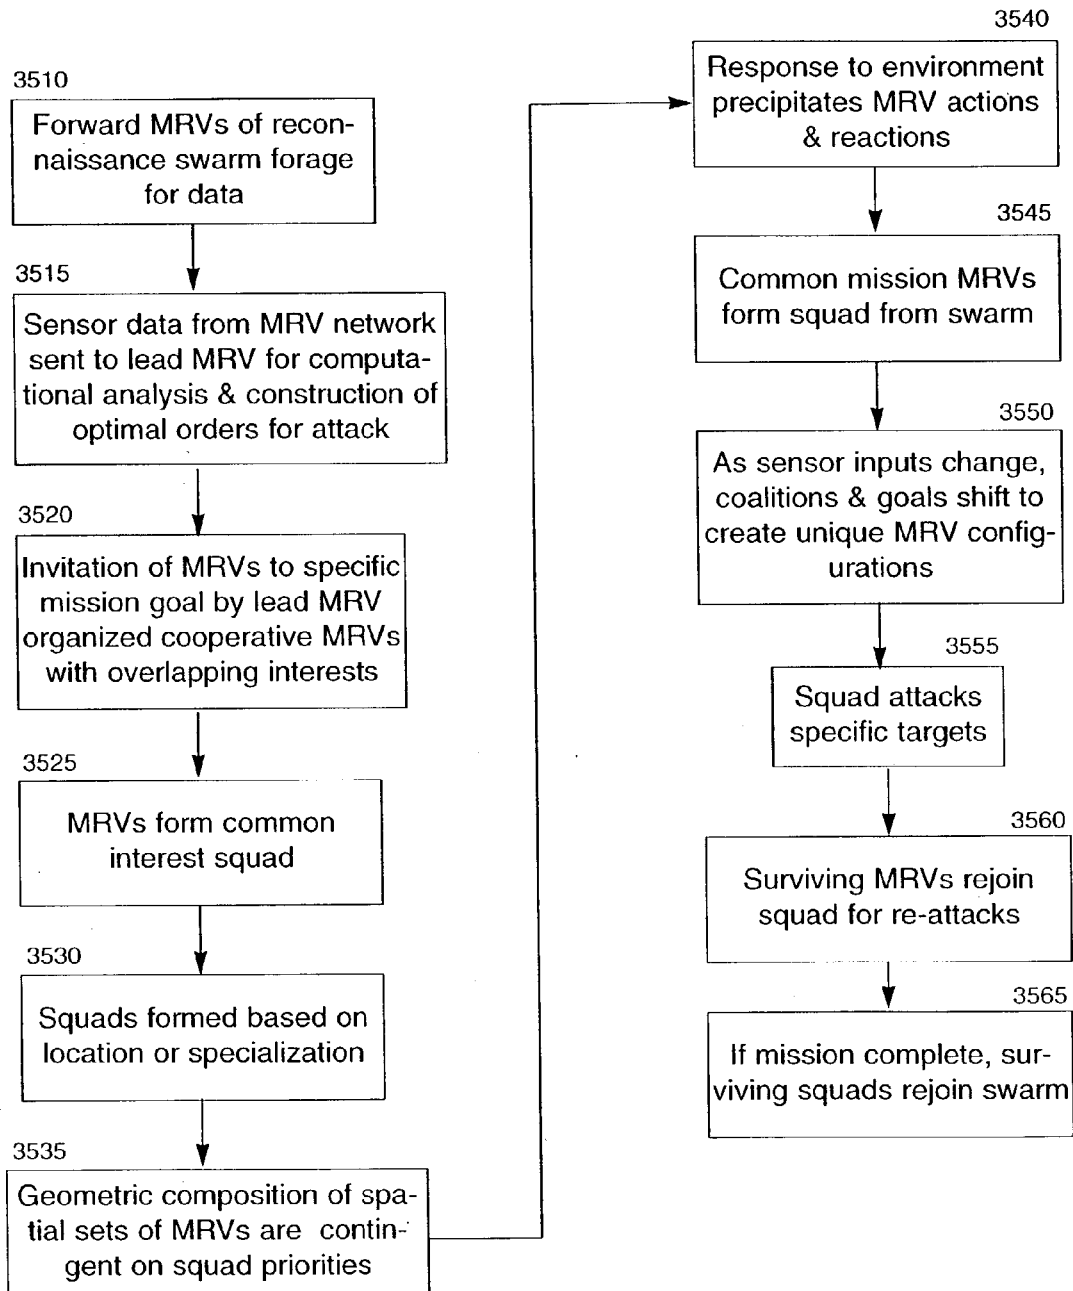 3510
Forward MRVs of recon-
naissance swarm forage
for data
3515
Sensor data from MRV network
sent to lead MRV for computa-
tional analysis & construction of
optimal orders for attack
3520
Invitation of MRVs to specific
mission goal by lead MRV
organized cooperative MRVs
with overlapping interests
3525
MRVs form common
interest squad
3530
Squads formed based on
location or specialization
3535
Geometric composition of spa-
tial sets of MRVs are contin-
gent on squad priorities
3540
Response to environment
precipitates MRV actions
& reactions
3545
Common mission MRVs
form squad from swarm
3550
As sensor inputs change,
coalitions & goals shift to
create unique MRV config-
urations
3555
Squad attacks
specific targets
3560
Surviving MRVs rejoin
squad for re-attacks
3565
If mission complete, sur-
viving squads rejoin swarm